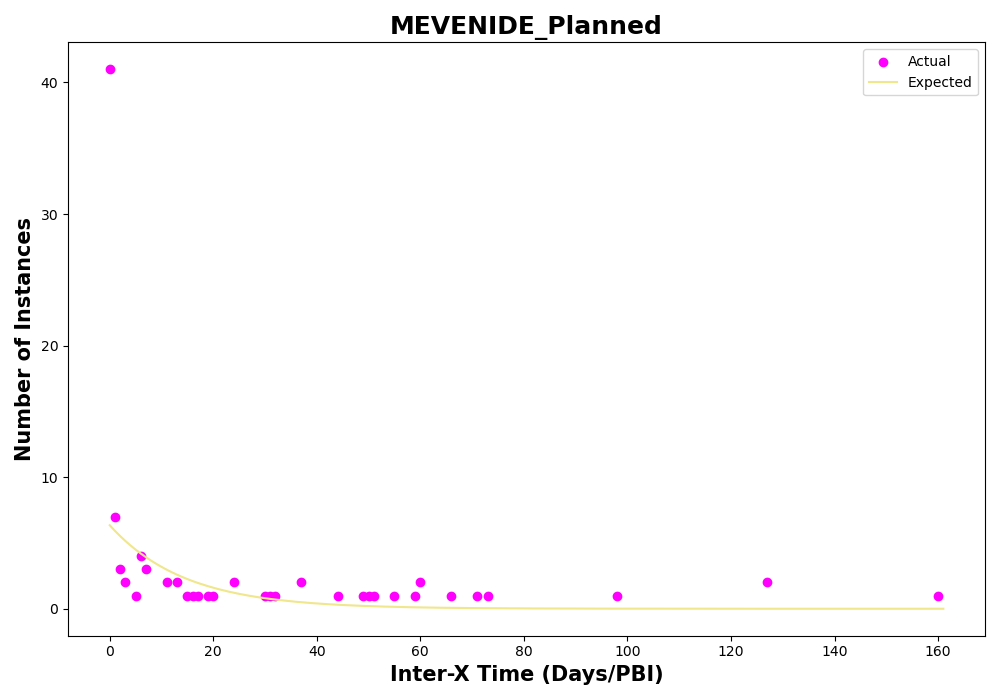 MEVENIDE_Planned
Actual
Expected
Number of Instances
40
30
20
10
0
0
20
40
60
80
100
120
140
160
Inter-X Time (Days/PBI)